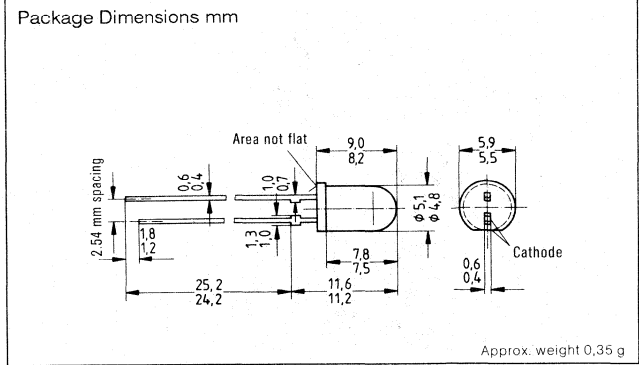 Package Dimensions mm
Area not flat
9,0
8,2
5,9
5,5
2.54 mm spacing
0,6
0,4
1,0
0,7
ϕ 5,1
ϕ 4,8
1,8
1,2
1,3
1,0
7,8
7,5
Cathode
0,6
0,4
25,2
24,2
11,6
11,2
Approx. weight 0,35 g